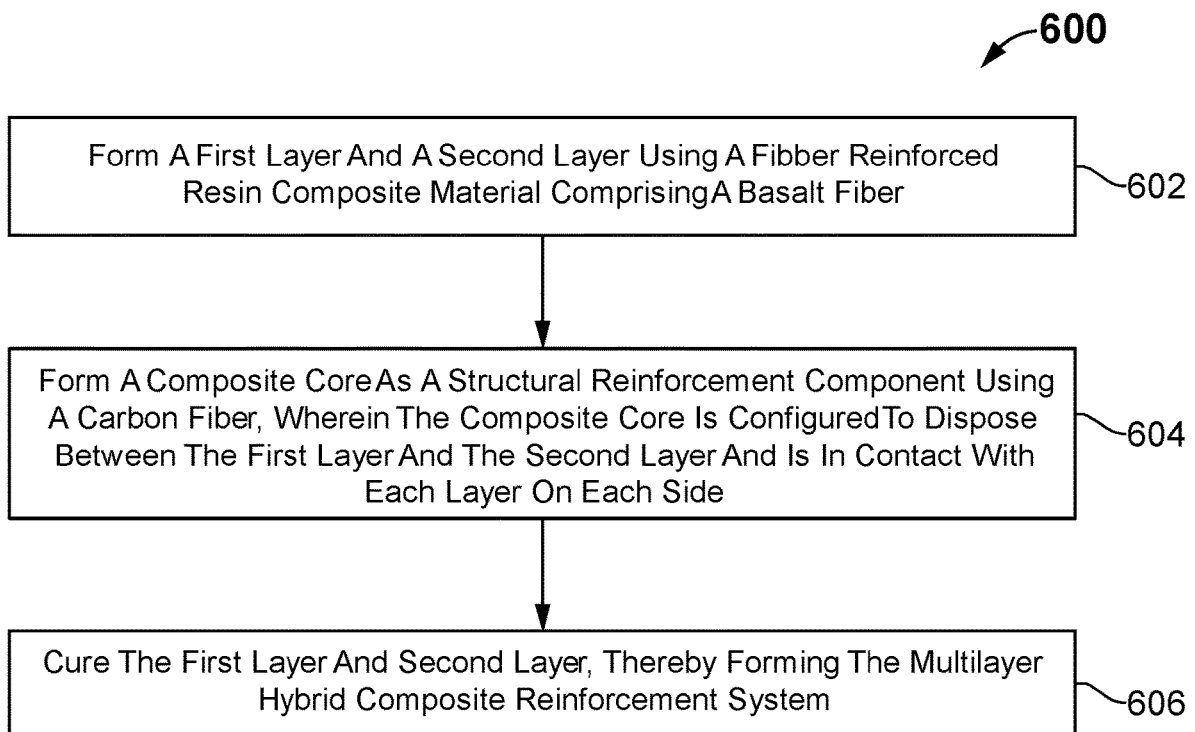 600
Form A First Layer And A Second Layer Using A Fibber Reinforced
Resin Composite Material Comprising A Basalt Fiber
602
Form A Composite Core As A Structural Reinforcement Component Using
A Carbon Fiber, Wherein The Composite Core Is Configured To Dispose
Between The First Layer And The Second Layer And Is In Contact With
Each Layer On Each Side
604
Cure The First Layer And Second Layer, Thereby Forming The Multilayer
Hybrid Composite Reinforcement System
606